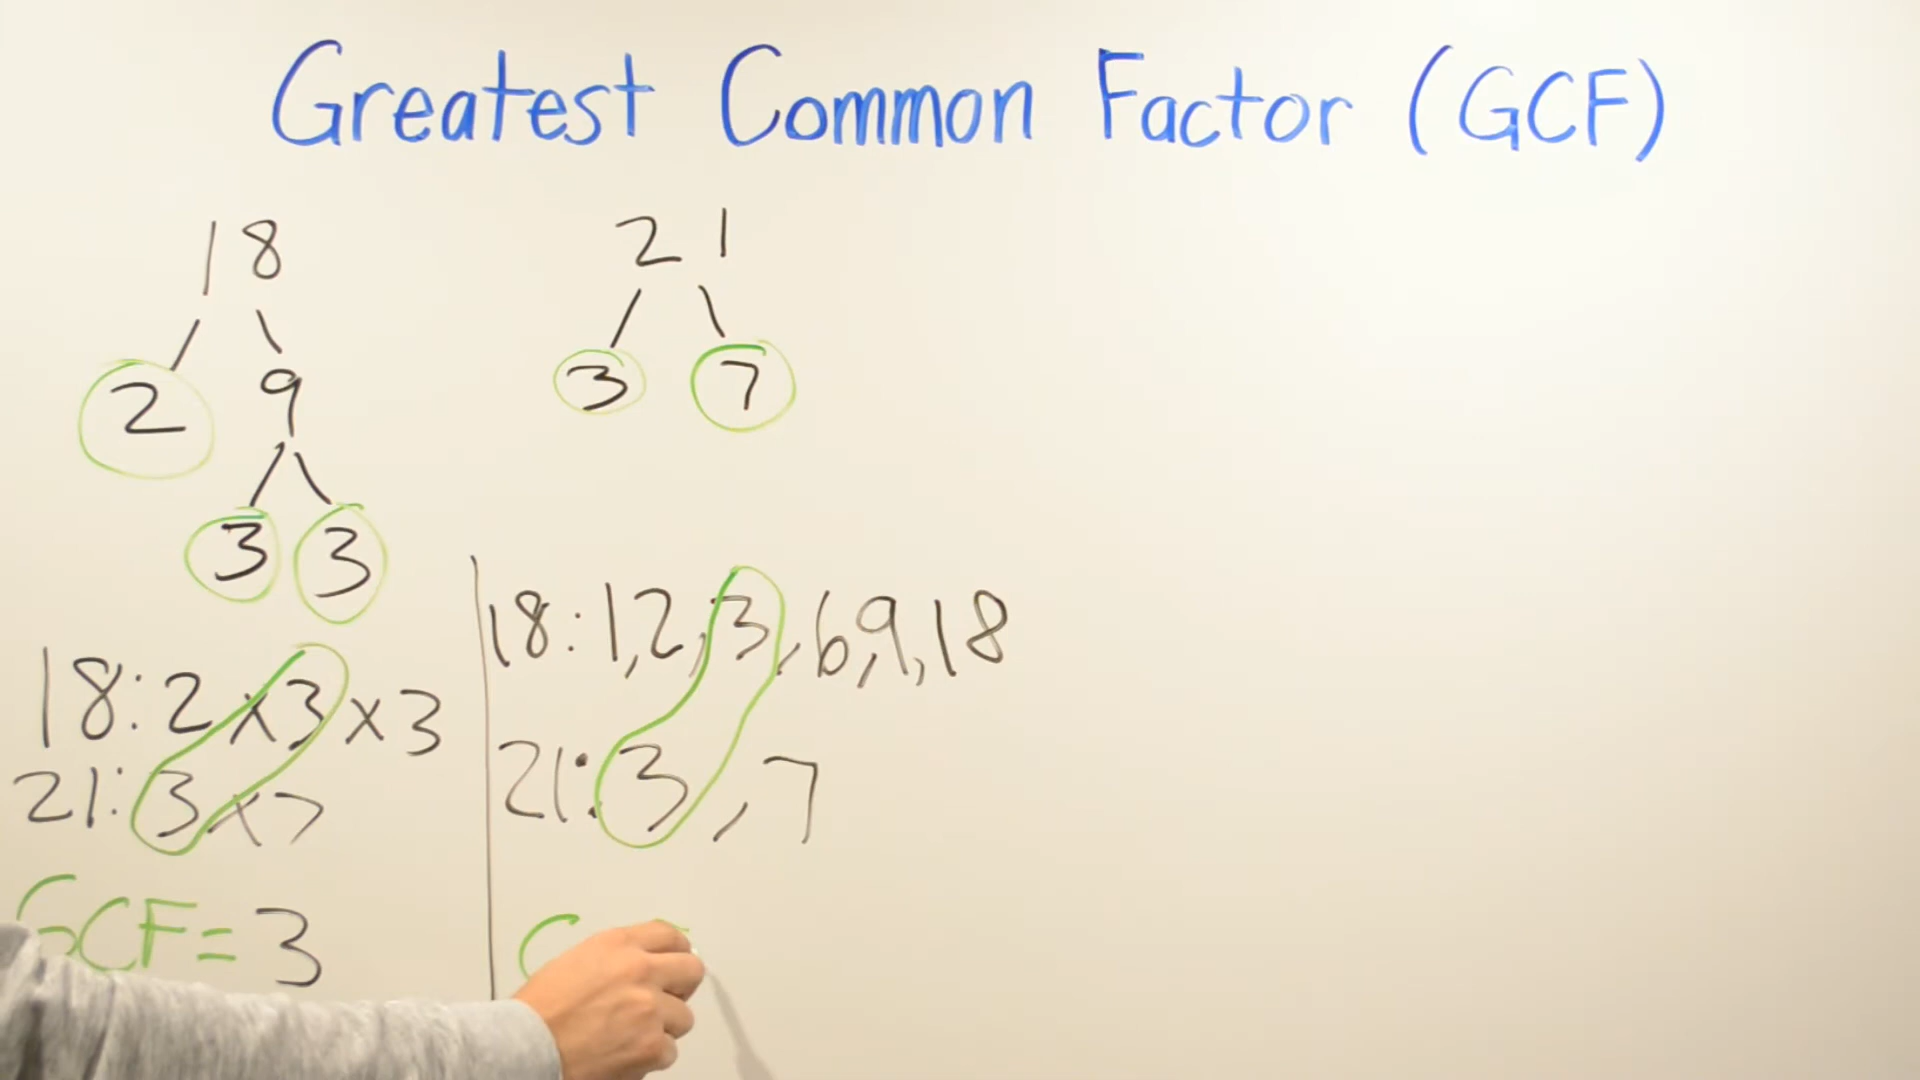 Greatest Common Factor (GCF)
18
2 9
3 3
21
3 7
18: 2 x 3 x 3
21: 3 x 7
GCF = 3
18: 1, 2, 3, 6, 9, 18
21: 3, 7